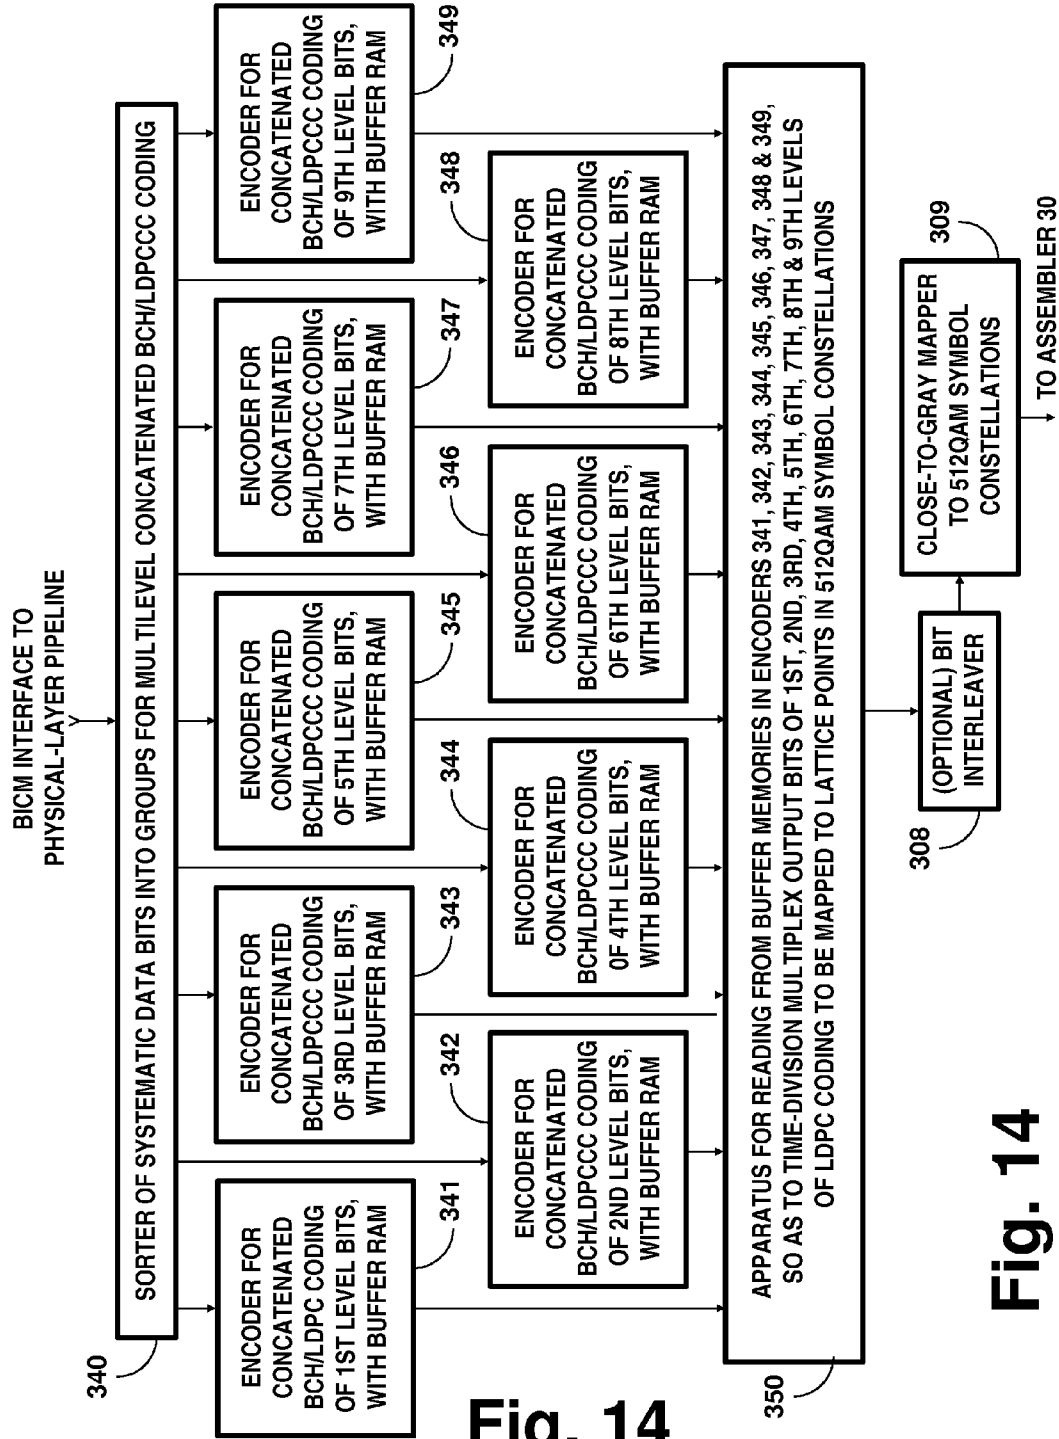 BICM INTERFACE TO
PHYSICAL-LAYER PIPELINE
340
SORTER OF SYSTEMATIC DATA BITS INTO GROUPS FOR MULTILEVEL CONCATENATED BCH/LDPCCC CODING
ENCODER FOR
CONCATENATED
BCH/LDPC CODING
OF 1ST LEVEL BITS,
WITH BUFFER RAM
341
ENCODER FOR
CONCATENATED
BCH/LDPCCC CODING
OF 3RD LEVEL BITS,
WITH BUFFER RAM
343
ENCODER FOR
CONCATENATED
BCH/LDPCCC CODING
OF 5TH LEVEL BITS,
WITH BUFFER RAM
345
ENCODER FOR
CONCATENATED
BCH/LDPCCC CODING
OF 7TH LEVEL BITS,
WITH BUFFER RAM
347
ENCODER FOR
CONCATENATED
BCH/LDPCCC CODING
OF 9TH LEVEL BITS,
WITH BUFFER RAM
349
342
ENCODER FOR
CONCATENATED
BCH/LDPCCC CODING
OF 2ND LEVEL BITS,
WITH BUFFER RAM
344
ENCODER FOR
CONCATENATED
BCH/LDPCCC CODING
0F 4TH LEVEL BITS,
WITH BUFFER RAM
346
ENCODER FOR
CONCATENATED
BCH/LDPCCC CODING
OF 6TH LEVEL BITS,
WITH BUFFER RAM
348
ENCODER FOR
CONCATENATED
BCH/LDPCCC CODING
OF 8TH LEVEL BITS,
WITH BUFFER RAM
350
APPARATUS FOR READING FROM BUFFER MEMORIES IN ENCODERS 341, 342, 343, 344, 345, 346, 347, 348 & 349,
SO AS TO TIME-DIVISION MULTIPLEX OUTPUT BITS OF 1ST, 2ND, 3RD, 4TH, 5TH, 6TH, 7TH, 8TH & 9TH LEVELS
OF LDPC CODING TO BE MAPPED TO LATTICE POINTS IN 512QAM SYMBOL CONSTELLATIONS
308
(OPTIONAL) BIT
INTERLEAVER
CLOSE-TO-GRAY MAPPER
TO 512QAM SYMBOL
CONSTELLATIONS
309
TO ASSEMBLER 30
Fig. 14
Fig. 14